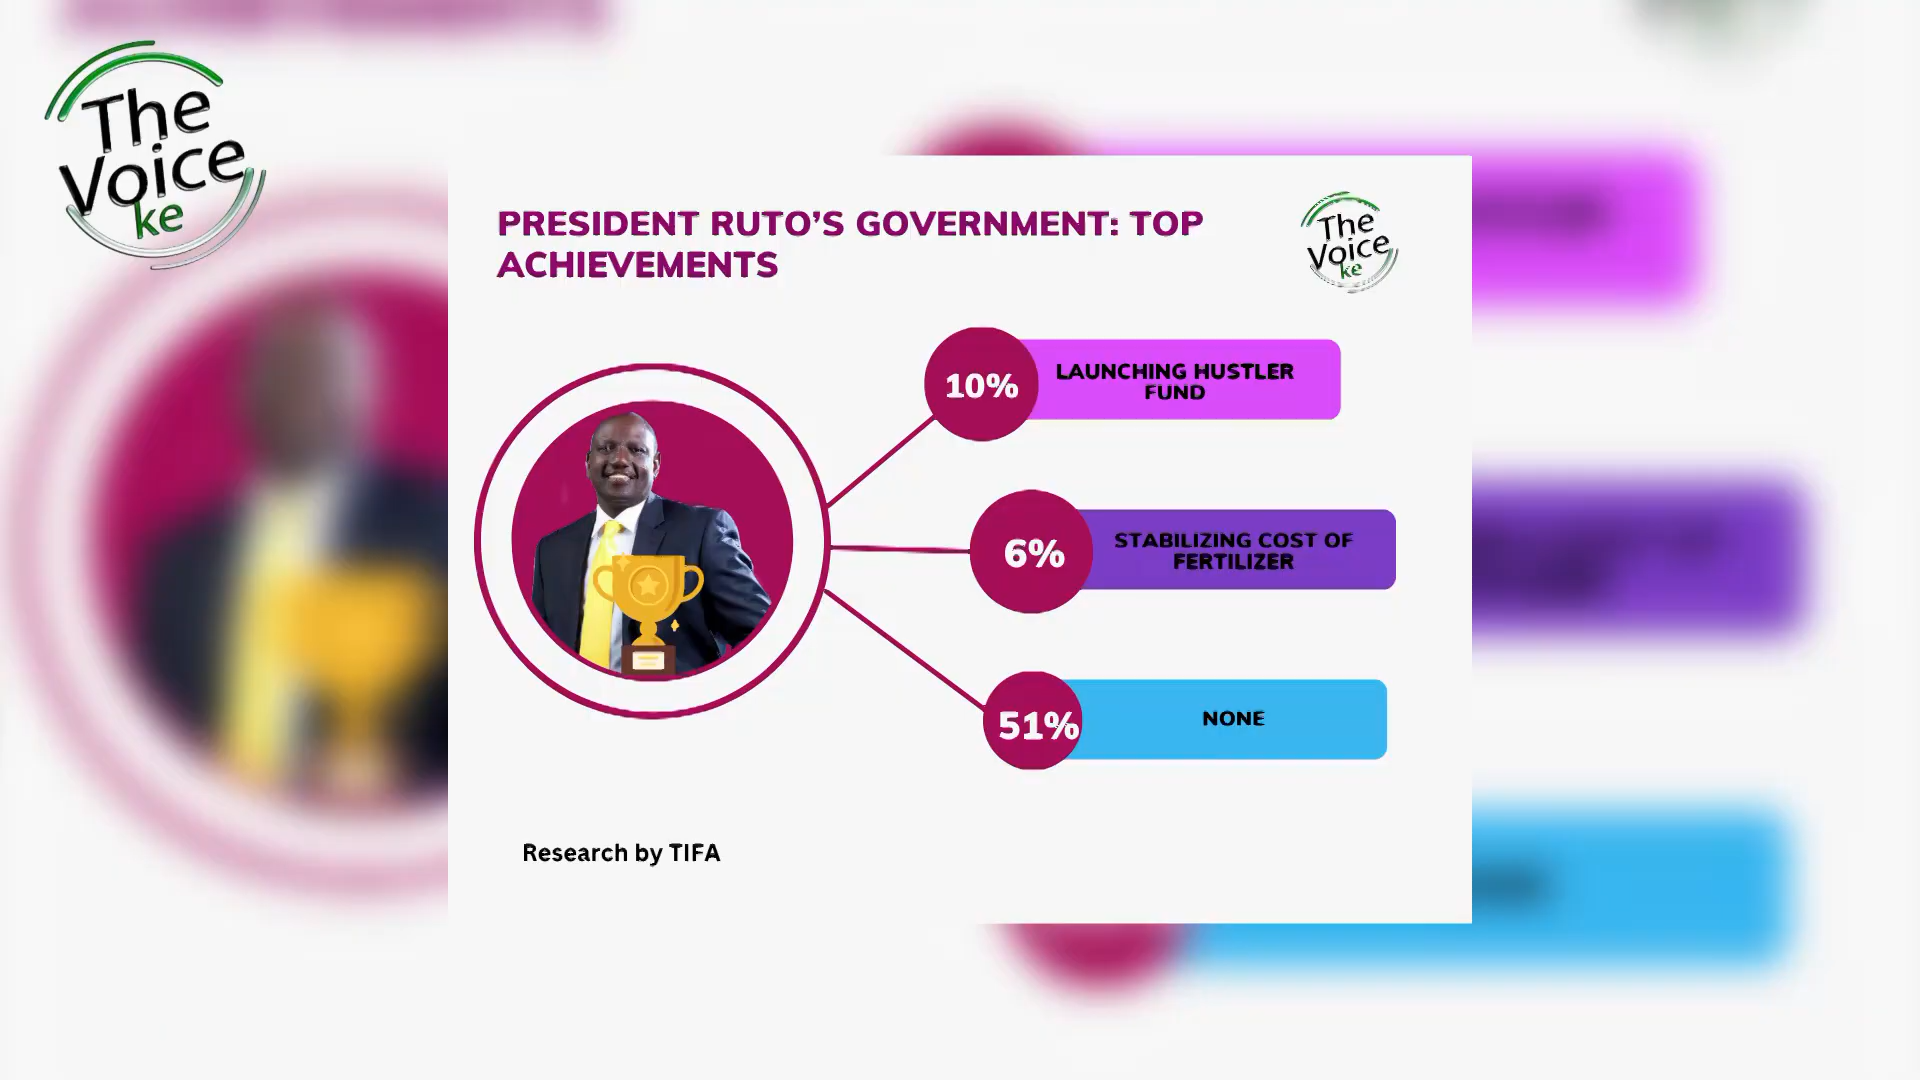 The
Voice
ke
PRESIDENT RUTO’S GOVERNMENT: TOP
ACHIEVEMENTS
The
Voice
ke
10%
LAUNCHING HUSTLER
FUND
6%
STABILIZING COST OF
FERTILIZER
51%
NONE
Research by TIFA